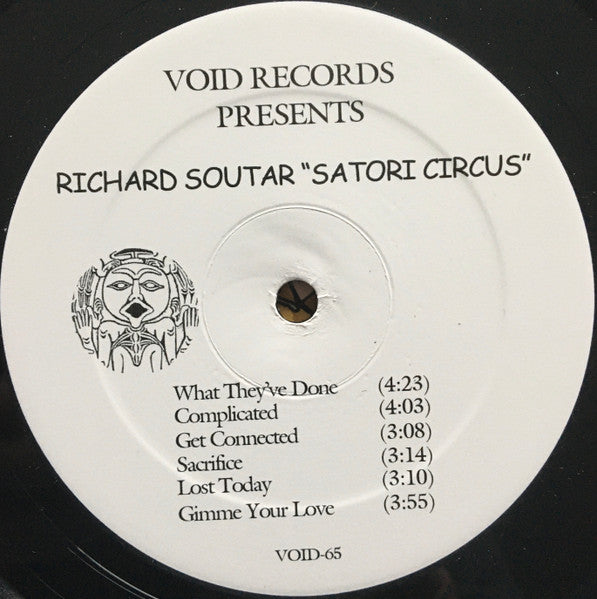 VOID RECORDS
PRESENTS
RICHARD SOUTAR "SATORI CIRCUS"
What They've Done (4:23)
Complicated (4:03)
Get Connected (3:08)
Sacrifice (3:14)
Lost Today (3:10)
Gimme Your Love (3:55)
VOID-65